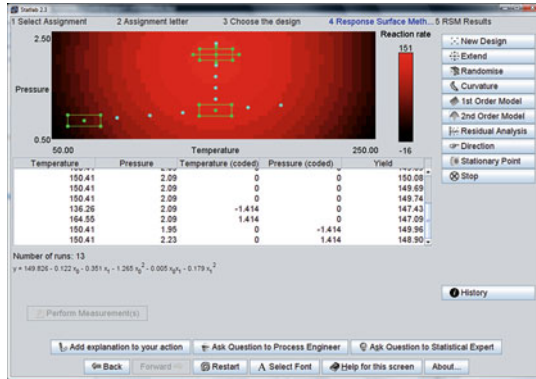 Statlab 2.3
1 Select Assignment 2 Assignment letter 3 Choose the design 4 Response Surface Meth... 5 RSM Results
Reaction rate
2.50
151
Pressure
0.50
-16
50.00 Temperature 250.00
New Design
Extend
Randomise
Curvature
1st Order Model
2nd Order Model
Residual Analysis
Direction
Stationary Point
Stop
Temperature Pressure Temperature (coded) Pressure (coded) Yield
150.41 2.09 0 0 150.08
150.41 2.09 0 0 149.69
150.41 2.09 0 0 149.74
136.26 2.09 -1.414 0 147.43
164.55 2.09 1.414 0 147.09
150.41 1.95 0 -1.414 149.96
150.41 2.23 0 1.414 148.90
Number of runs: 13
History
Perform Measurement(s)
Add explanation to your action Ask Question to Process Engineer Ask Question to Statistical Expert
Back Forward Restart Select Font Help for this screen About...